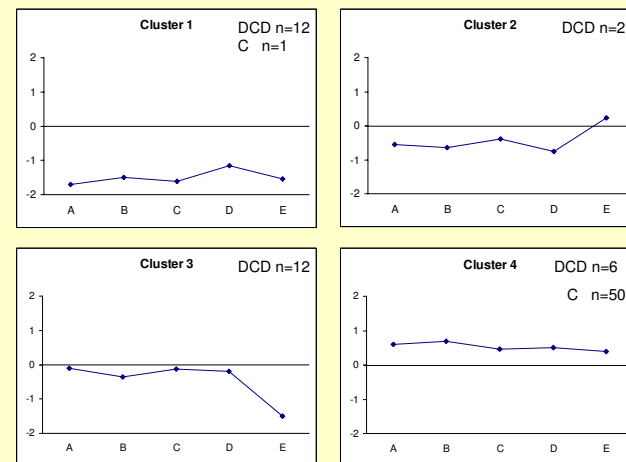 Cluster 1 DCD n=12
C n=1
2
1
0
-1
-2
A B C D E
Cluster 2 DCD n=2
2
1
0
-1
-2
A B C D E
Cluster 3 DCD n=12
2
1
0
-1
-2
A B C D E
Cluster 4 DCD n=6
C n=50
2
1
0
-1
-2
A B C D E